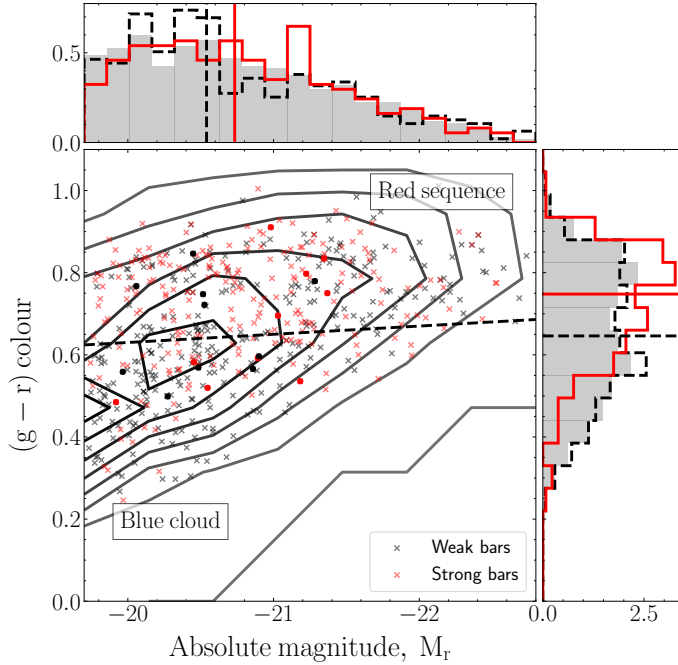 0.5
0.0
1.0
0.8
0.6
0.4
0.2
0.0
(g − r) colour
Red sequence
Blue cloud
Weak bars
Strong bars
−20
−21
−22
0.0
2.5
Absolute magnitude, M_r